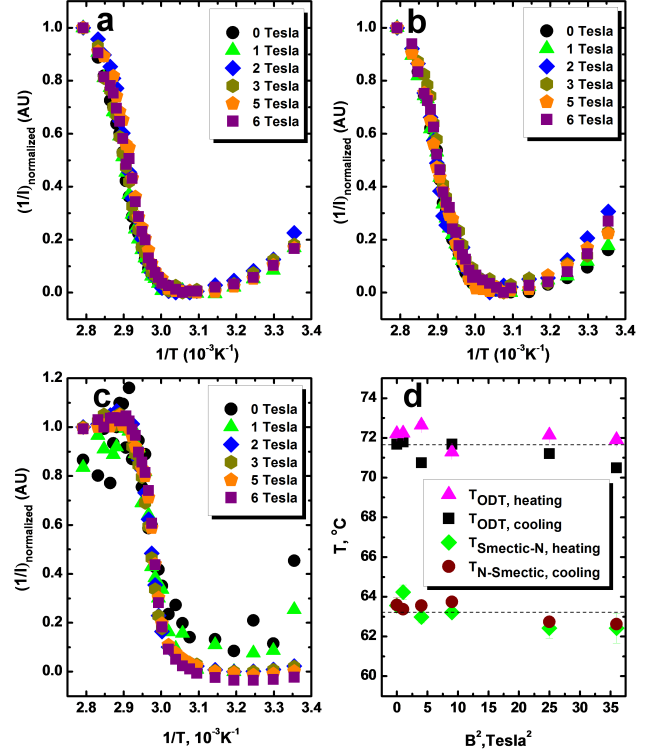 a
(1/I)normalized (AU)
1.0
0.8
0.6
0.4
0.2
0.0
0 Tesla
1 Tesla
2 Tesla
3 Tesla
5 Tesla
6 Tesla
2.8 2.9 3.0 3.1 3.2 3.3 3.4
1/T (10⁻³K⁻¹)
b
(1/I)normalized (AU)
1.0
0.8
0.6
0.4
0.2
0.0
0 Tesla
1 Tesla
2 Tesla
3 Tesla
5 Tesla
6 Tesla
2.8 2.9 3.0 3.1 3.2 3.3 3.4
1/T (10⁻³K⁻¹)
c
(1/I)normalized (AU)
1.2
1.0
0.8
0.6
0.4
0.2
0.0
0 Tesla
1 Tesla
2 Tesla
3 Tesla
5 Tesla
6 Tesla
2.8 2.9 3.0 3.1 3.2 3.3 3.4
1/T, 10⁻³K⁻¹
d
T, °C
74
72
70
68
66
64
62
60
T ODT, heating
T ODT, cooling
T Smectic-N, heating
T N-Smectic, cooling
0 5 10 15 20 25 30 35
B²,Tesla²